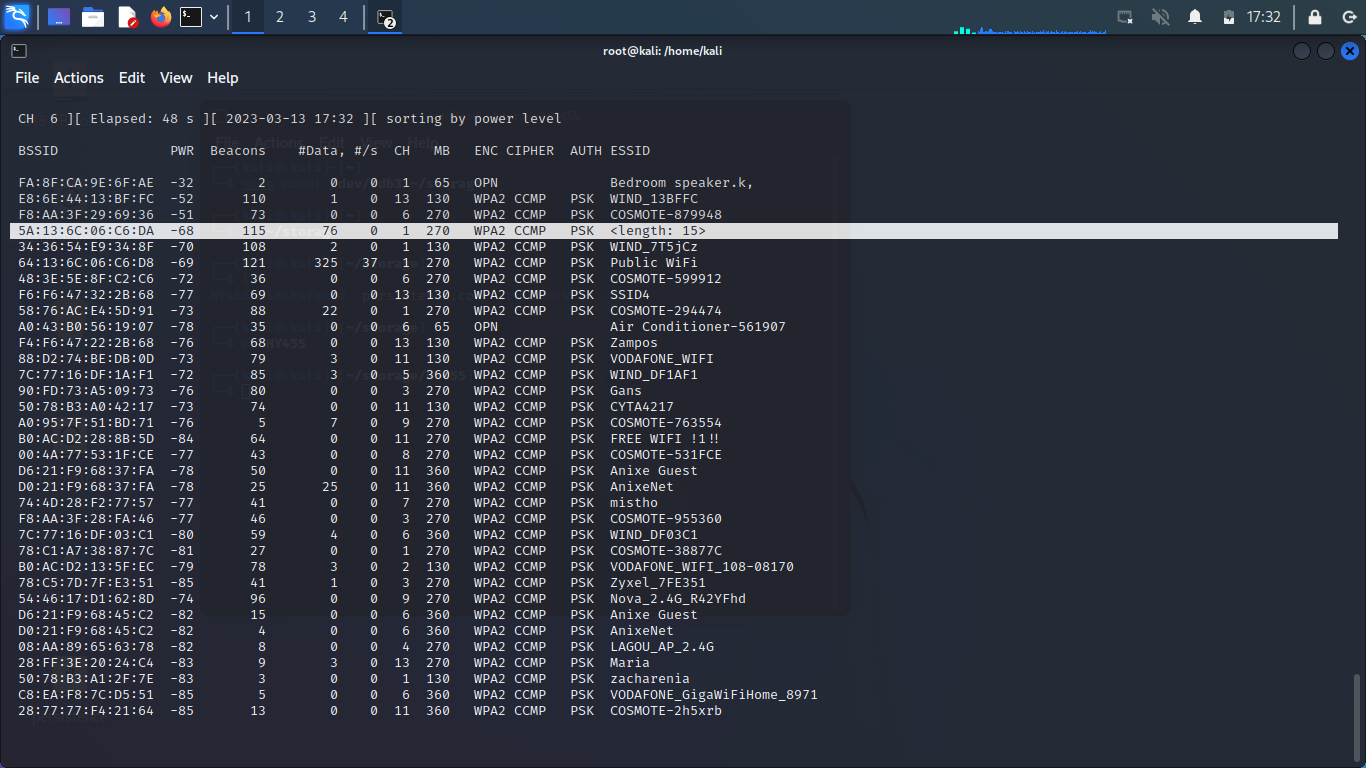 1 2 3 4 2 17:32
root@kali: /home/kali
File Actions Edit View Help
CH 6 ][ Elapsed: 48 s ][ 2023-03-13 17:32 ][ sorting by power level
BSSID PWR Beacons #Data, #/s CH MB ENC CIPHER AUTH ESSID
FA:8F:CA:9E:6F:AE -32 2 0 0 1 65 OPN Bedroom speaker.k,
E8:6E:44:13:BF:FC -52 110 1 0 13 130 WPA2 CCMP PSK WIND_13BFFC
F8:AA:3F:29:69:36 -51 73 0 0 6 270 WPA2 CCMP PSK COSMOTE-879948
5A:13:6C:06:C6:DA -68 115 76 0 1 270 WPA2 CCMP PSK <length: 15>
34:36:54:E9:34:8F -70 108 2 0 1 130 WPA2 CCMP PSK WIND_7T5jCz
64:13:6C:06:C6:D8 -69 121 325 37 1 270 WPA2 CCMP PSK Public WiFi
48:3E:5E:8F:C2:C6 -72 36 0 0 6 270 WPA2 CCMP PSK COSMOTE-599912
F6:F6:47:32:2B:68 -77 69 0 0 13 130 WPA2 CCMP PSK SSID4
58:76:AC:E4:5D:91 -73 88 22 0 1 270 WPA2 CCMP PSK COSMOTE-294474
A0:43:B0:56:19:07 -78 35 0 0 6 65 OPN Air Conditioner-561907
F4:F6:47:22:2B:68 -76 68 0 0 13 130 WPA2 CCMP PSK Zampos
88:D2:74:BE:DB:0D -73 79 3 0 11 130 WPA2 CCMP PSK VODAFONE_WIFI
7C:77:16:DF:1A:F1 -72 85 3 0 5 360 WPA2 CCMP PSK WIND_DF1AF1
90:FD:73:A5:09:73 -76 80 0 0 3 270 WPA2 CCMP PSK Gans
50:78:B3:A0:42:17 -73 74 0 0 11 130 WPA2 CCMP PSK CYTA4217
A0:95:7F:51:BD:71 -76 5 7 0 9 270 WPA2 CCMP PSK COSMOTE-763554
B0:AC:D2:28:8B:5D -84 64 0 0 11 270 WPA2 CCMP PSK FREE WIFI !1!!
00:4A:77:53:1F:CE -77 43 0 0 8 270 WPA2 CCMP PSK COSMOTE-531FCE
D6:21:F9:68:37:FA -78 50 0 0 11 360 WPA2 CCMP PSK Anixe Guest
D0:21:F9:68:37:FA -78 25 25 0 11 360 WPA2 CCMP PSK AnixeNet
74:4D:28:F2:77:57 -77 41 0 0 7 270 WPA2 CCMP PSK mistho
F8:AA:3F:28:FA:46 -77 46 0 0 3 270 WPA2 CCMP PSK COSMOTE-955360
7C:77:16:DF:03:C1 -80 59 4 0 6 360 WPA2 CCMP PSK WIND_DF03C1
78:C1:A7:38:87:7C -81 27 0 0 1 270 WPA2 CCMP PSK COSMOTE-38877C
B0:AC:D2:13:5F:EC -79 78 3 0 2 130 WPA2 CCMP PSK VODAFONE_WIFI_108-08170
78:C5:7D:7F:E3:51 -85 41 1 0 3 270 WPA2 CCMP PSK Zyxel_7FE351
54:46:17:D1:62:8D -74 96 0 0 9 270 WPA2 CCMP PSK Nova_2.4G_R42YFhd
D6:21:F9:68:45:C2 -82 15 0 0 6 360 WPA2 CCMP PSK Anixe Guest
D0:21:F9:68:45:C2 -82 4 0 0 6 360 WPA2 CCMP PSK AnixeNet
08:AA:89:65:63:78 -82 8 0 0 4 270 WPA2 CCMP PSK LAGOU_AP_2.4G
28:FF:3E:20:24:C4 -83 9 3 0 13 270 WPA2 CCMP PSK Maria
50:78:B3:A1:2F:7E -83 3 0 0 1 130 WPA2 CCMP PSK zacharenia
C8:EA:F8:7C:D5:51 -85 5 0 0 6 360 WPA2 CCMP PSK VODAFONE_GigaWiFiHome_8971
28:77:77:F4:21:64 -85 13 0 0 11 360 WPA2 CCMP PSK COSMOTE-2h5xrb